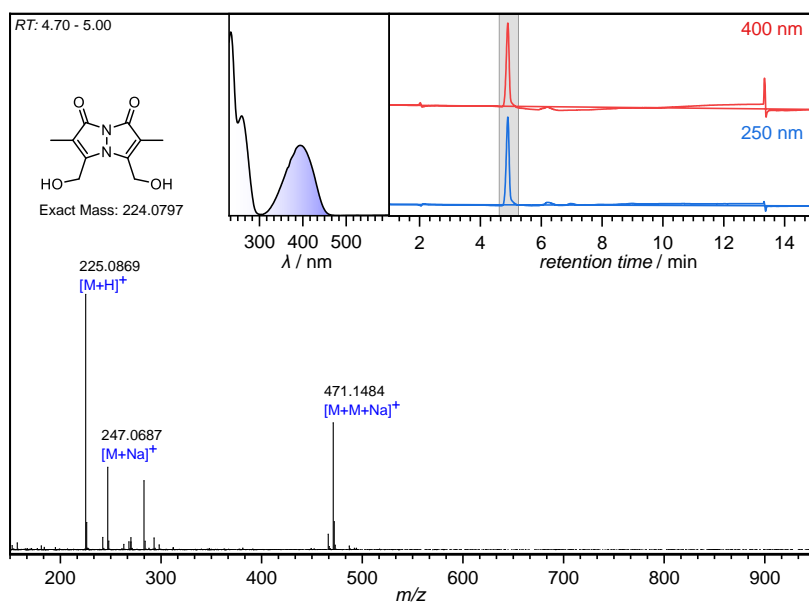 RT: 4.70 - 5.00
O O
N
N
HO OH
Exact Mass: 224.0797
300 400 500
λ / nm
400 nm
250 nm
2 4 6 8 10 12 14
retention time / min
225.0869
[M+H]+
247.0687
[M+Na]+
471.1484
[M+M+Na]+
200 300 400 500 600 700 800 900
m/z